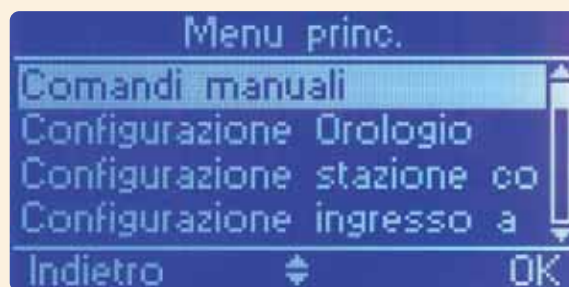 Menu princ.
Comandi manuali
Configurazione Orologio
Configurazione stazione co
Configurazione ingresso a
Indietro OK